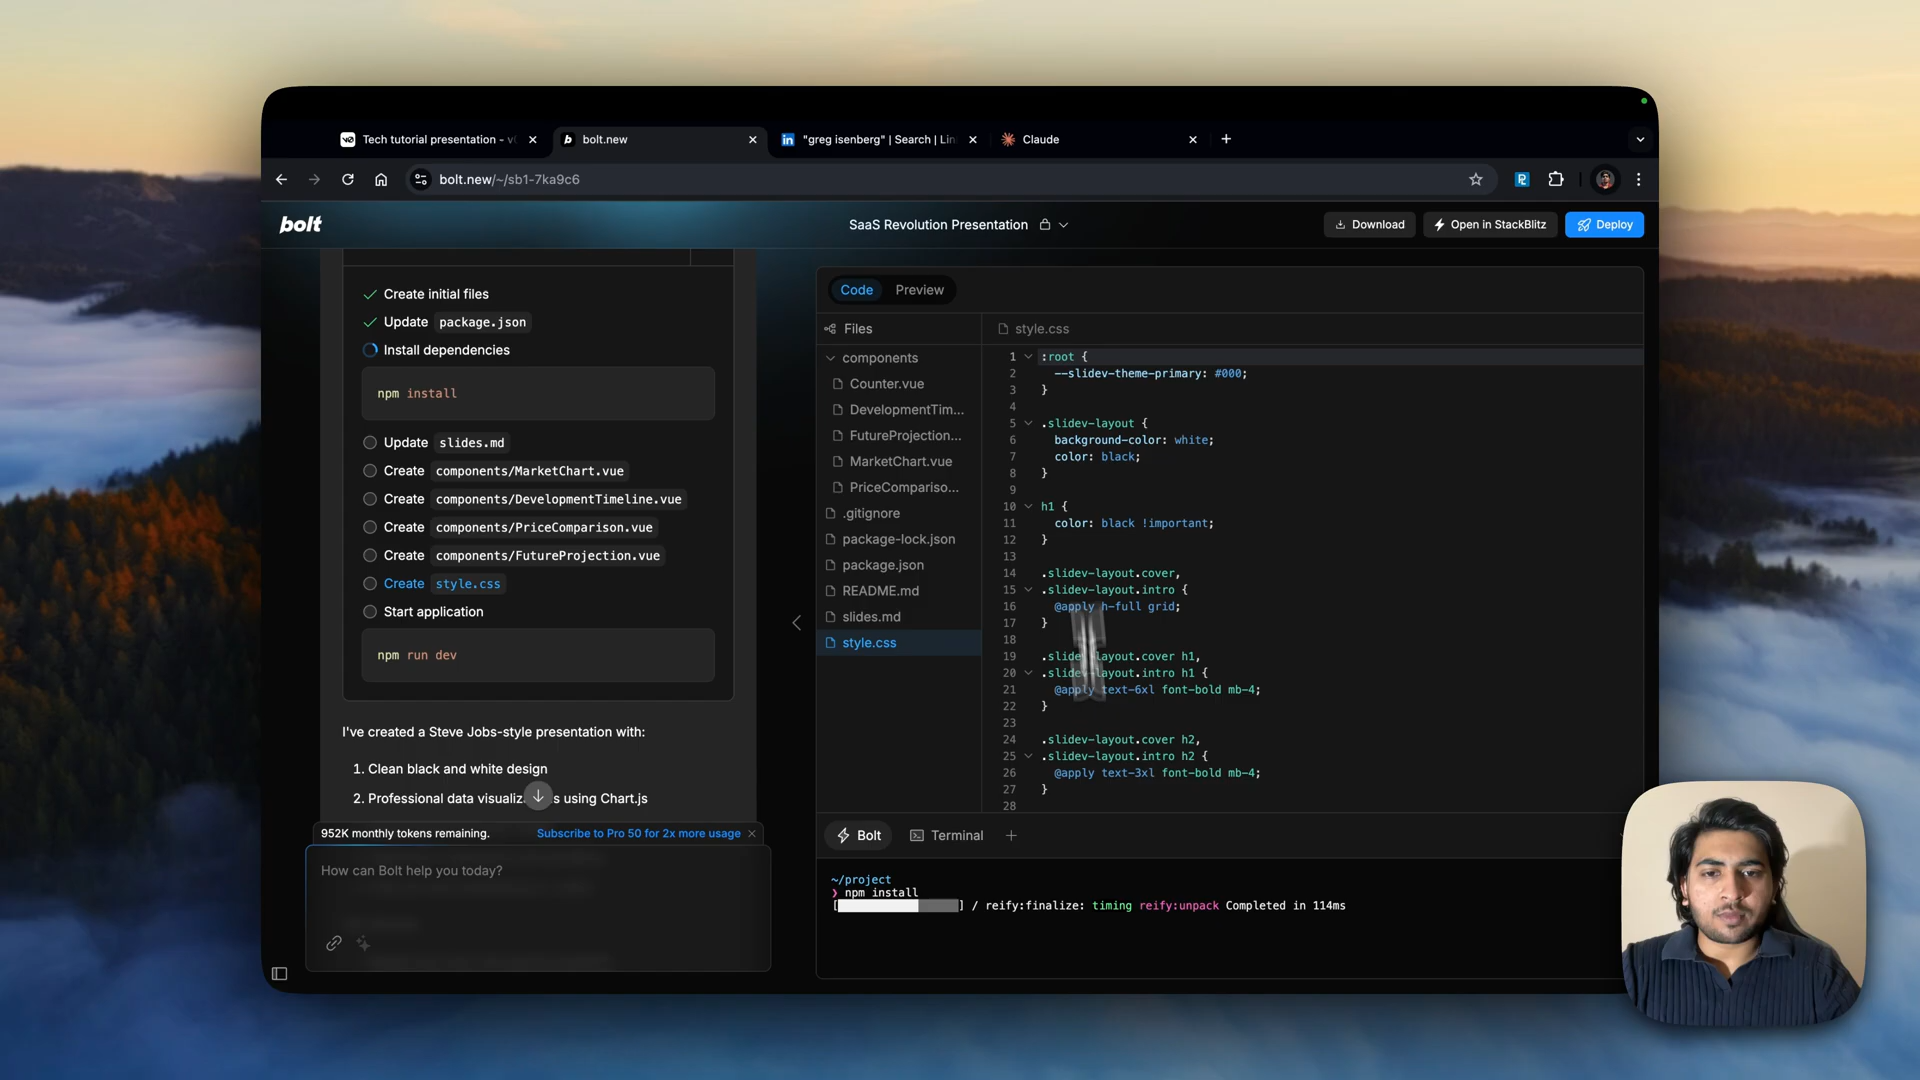 Tech tutorial presentation - v
bolt.new
"greg isenberg" | Search | Lin
Claude
bolt.new/~/sb1-7ka9c6
bolt
SaaS Revolution Presentation
Download
Open in StackBlitz
Deploy
Create initial files
Update package.json
Install dependencies
npm install
Update slides.md
Create components/MarketChart.vue
Create components/DevelopmentTimeline.vue
Create components/PriceComparison.vue
Create components/FutureProjection.vue
Create style.css
Start application
npm run dev
I've created a Steve Jobs-style presentation with:
1. Clean black and white design
2. Professional data visualiz s using Chart.js
952K monthly tokens remaining.
Subscribe to Pro 50 for 2x more usage
How can Bolt help you today?
Code
Preview
Files
components
Counter.vue
DevelopmentTim...
FutureProjection...
MarketChart.vue
PriceCompariso...
.gitignore
package-lock.json
package.json
README.md
slides.md
style.css
style.css
1 :root {
2 --slidev-theme-primary: #000;
3 }
4
5 .slidev-layout {
6 background-color: white;
7 color: black;
8 }
9
10 h1 {
11 color: black !important;
12 }
13
14 .slidev-layout.cover,
15 .slidev-layout.intro {
16 @apply h-full grid;
17 }
18
19 .slidev-layout.cover h1,
20 .slidev-layout.intro h1 {
21 @apply text-6xl font-bold mb-4;
22 }
23
24 .slidev-layout.cover h2,
25 .slidev-layout.intro h2 {
26 @apply text-3xl font-bold mb-4;
27 }
28
Bolt
Terminal
~/project
❯ npm install
[ ] / reify:finalize: timing reify:unpack Completed in 114ms